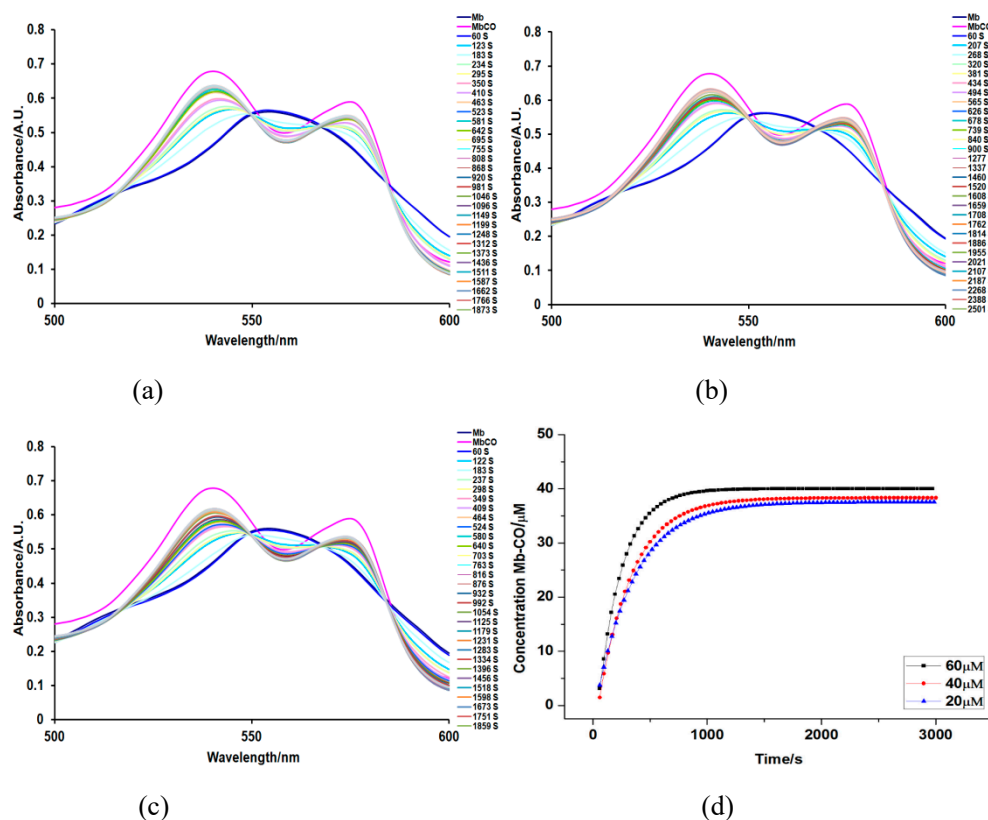 Absorbance/A.U.
0.8
0.7
0.6
0.5
0.4
0.3
0.2
0.1
0
500
550
600
Wavelength/nm
Mb
MbCO
60 S
123 S
183 S
234 S
295 S
350 S
410 S
463 S
523 S
581 S
642 S
695 S
755 S
808 S
868 S
920 S
981 S
1046 S
1096 S
1149 S
1199 S
1248 S
1312 S
1373 S
1436 S
1511 S
1587 S
1662 S
1766 S
1873 S
(a)
Absorbance/A.U.
0.8
0.7
0.6
0.5
0.4
0.3
0.2
0.1
0
500
550
600
Wavelength/nm
Mb
MbCO
60 S
207 S
268 S
320 S
381 S
434 S
494 S
565 S
626 S
678 S
739 S
840 S
900 S
1277
1337
1460
1520
1608
1659
1708
1762
1814
1886
1955
2021
2107
2187
2268
2388
2501
(b)
Absorbance/A.U.
0.8
0.7
0.6
0.5
0.4
0.3
0.2
0.1
0
500
550
600
Wavelength/nm
Mb
MbCO
60 S
122 S
183 S
237 S
298 S
349 S
409 S
464 S
524 S
580 S
640 S
703 S
763 S
816 S
876 S
932 S
992 S
1054 S
1125 S
1179 S
1231 S
1283 S
1334 S
1396 S
1456 S
1518 S
1598 S
1673 S
1751 S
1859 S
(c)
Concentration Mb-CO/μM
50
40
30
20
10
0
0
1000
2000
3000
Time/s
60μM
40μM
20μM
(d)